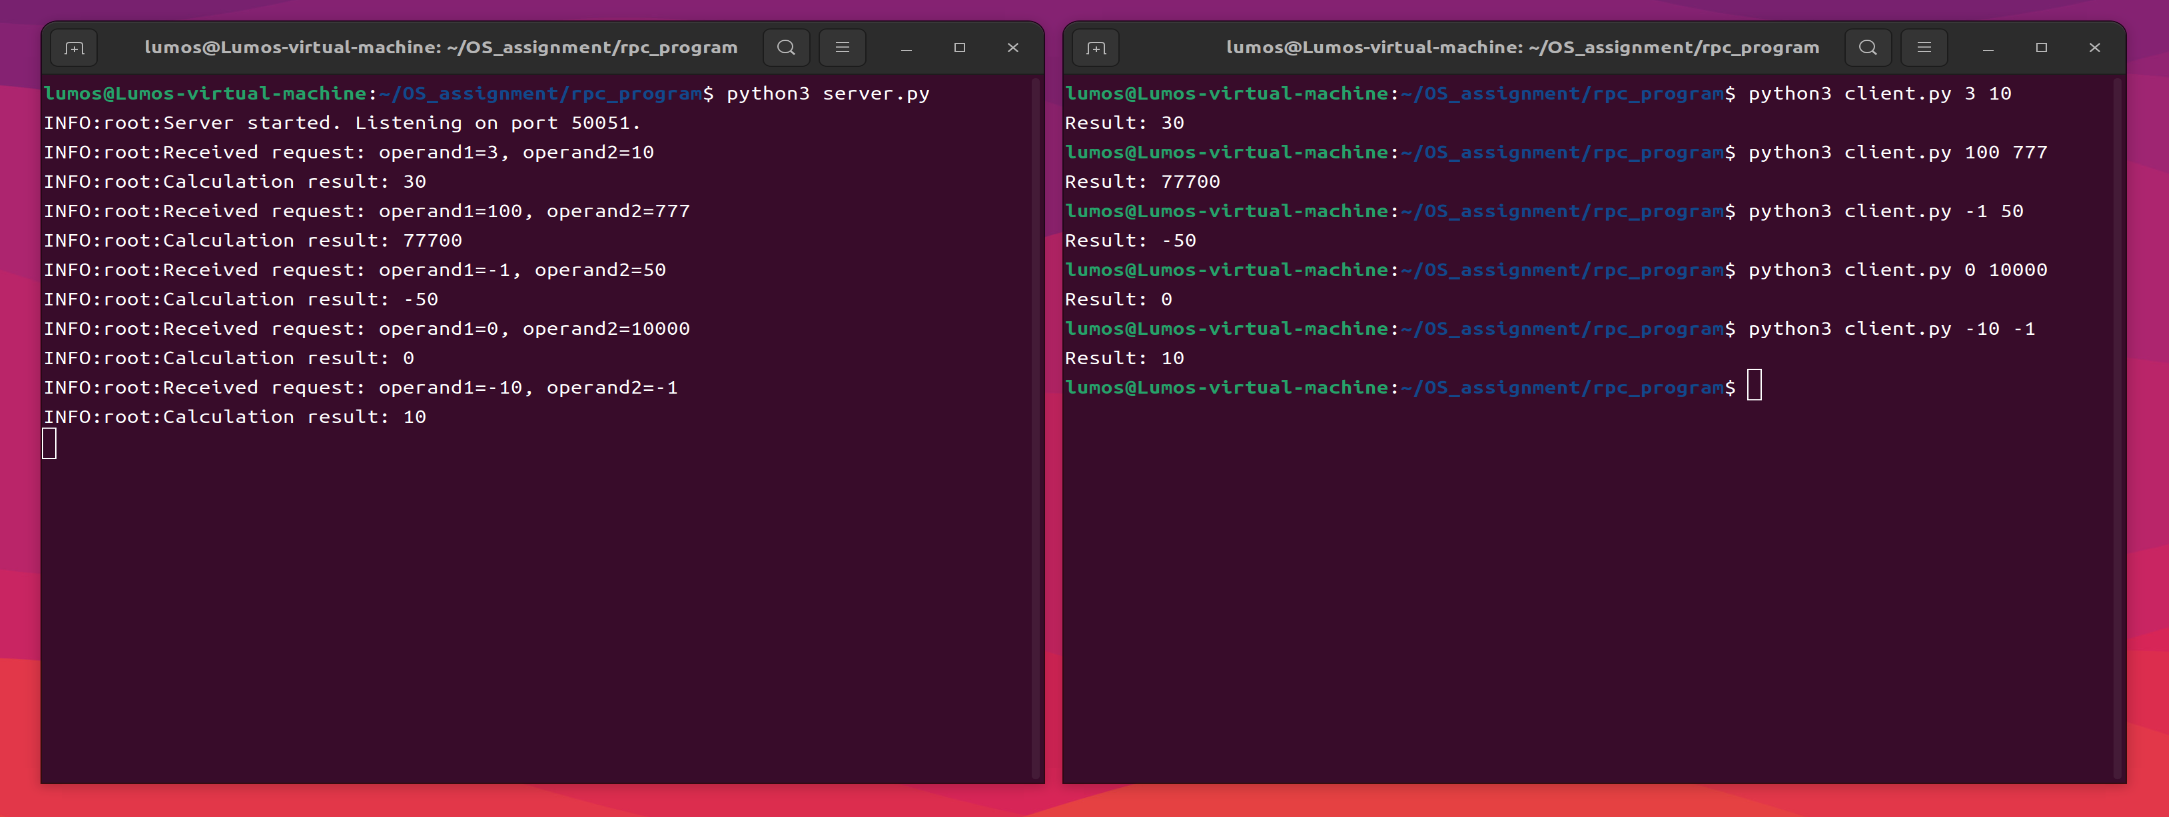 lumos@Lumos-virtual-machine: ~/OS_assignment/rpc_program
lumos@Lumos-virtual-machine:~/OS_assignment/rpc_program$ python3 server.py
INFO:root:Server started. Listening on port 50051.
INFO:root:Received request: operand1=3, operand2=10
INFO:root:Calculation result: 30
INFO:root:Received request: operand1=100, operand2=777
INFO:root:Calculation result: 77700
INFO:root:Received request: operand1=-1, operand2=50
INFO:root:Calculation result: -50
INFO:root:Received request: operand1=0, operand2=10000
INFO:root:Calculation result: 0
INFO:root:Received request: operand1=-10, operand2=-1
INFO:root:Calculation result: 10
lumos@Lumos-virtual-machine: ~/OS_assignment/rpc_program
lumos@Lumos-virtual-machine:~/OS_assignment/rpc_program$ python3 client.py 3 10
Result: 30
lumos@Lumos-virtual-machine:~/OS_assignment/rpc_program$ python3 client.py 100 777
Result: 77700
lumos@Lumos-virtual-machine:~/OS_assignment/rpc_program$ python3 client.py -1 50
Result: -50
lumos@Lumos-virtual-machine:~/OS_assignment/rpc_program$ python3 client.py 0 10000
Result: 0
lumos@Lumos-virtual-machine:~/OS_assignment/rpc_program$ python3 client.py -10 -1
Result: 10
lumos@Lumos-virtual-machine:~/OS_assignment/rpc_program$